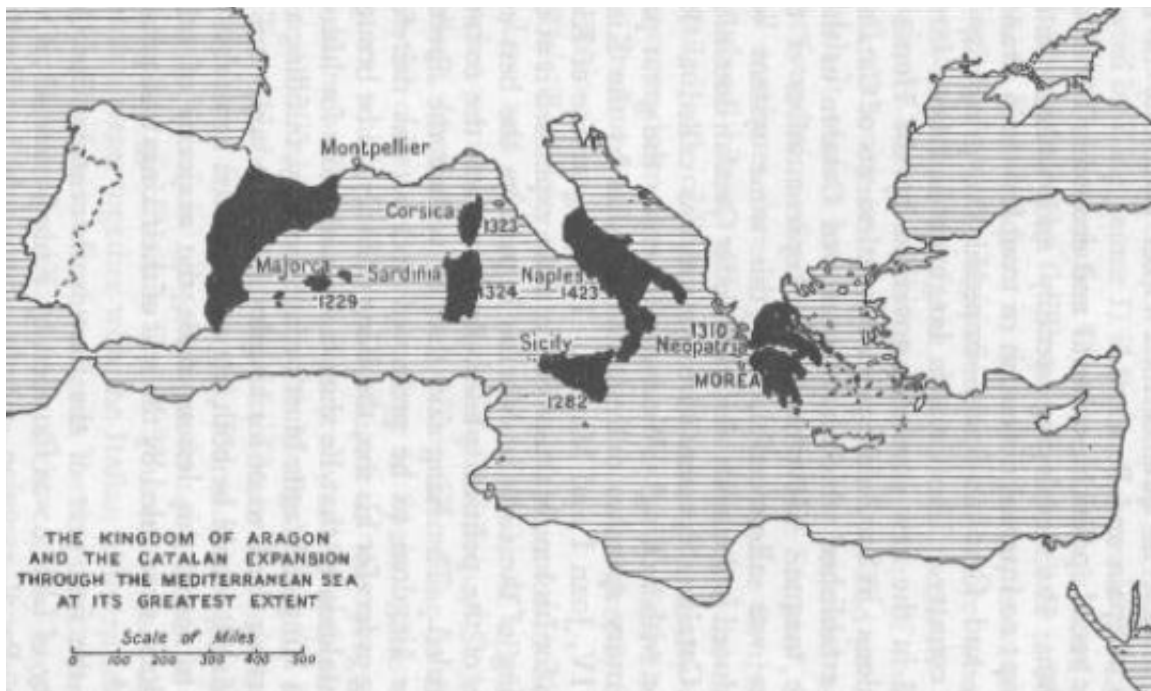 Montpellier
Corsica
1323
Majorca
1229
Sardinia
1324
Naples
1423
Sicily
1282
1310
Neopatria
MOREA
THE KINGDOM OF ARAGON
AND THE CATALAN EXPANSION
THROUGH THE MEDITERRANEAN SEA
AT ITS GREATEST EXTENT
Scale of Miles
0 100 200 300 400 500